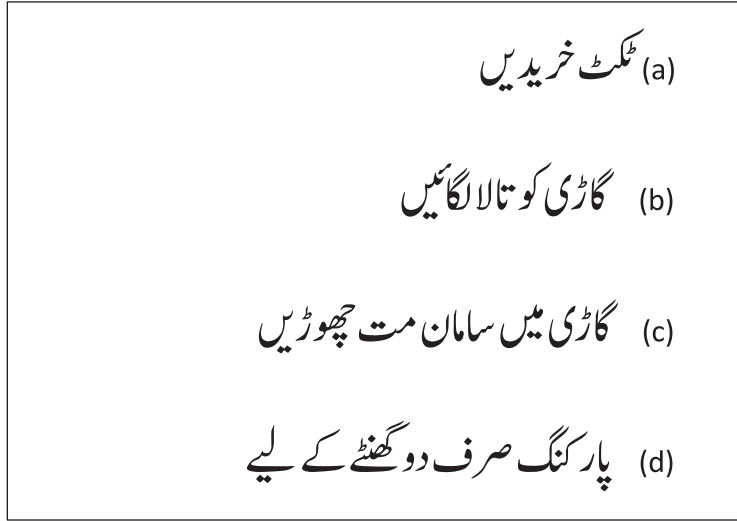 (a) ٹکٹ خریدیں
(b) گاڑی کو تالا لگائیں
(c) گاڑی میں سامان مت چھوڑیں
(d) پارکنگ صرف دو گھنٹے کے لیے